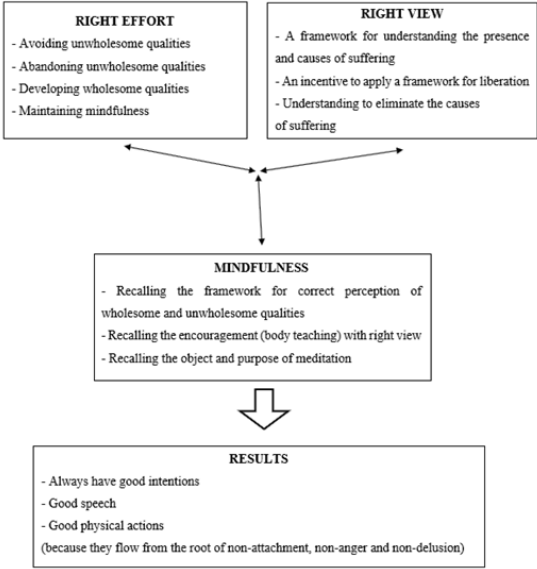 RIGHT EFFORT
- Avoiding unwholesome qualities
- Abandoning unwholesome qualities
- Developing wholesome qualities
- Maintaining mindfulness
RIGHT VIEW
- A framework for understanding the presence
and causes of suffering
- An incentive to apply a framework for liberation
- Understanding to eliminate the causes
of suffering
MINDFULNESS
- Recalling the framework for correct perception of
wholesome and unwholesome qualities
- Recalling the encouragement (body teaching) with right view
- Recalling the object and purpose of meditation
RESULTS
- Always have good intentions
- Good speech
- Good physical actions
(because they flow from the root of non-attachment, non-anger and non-delusion)